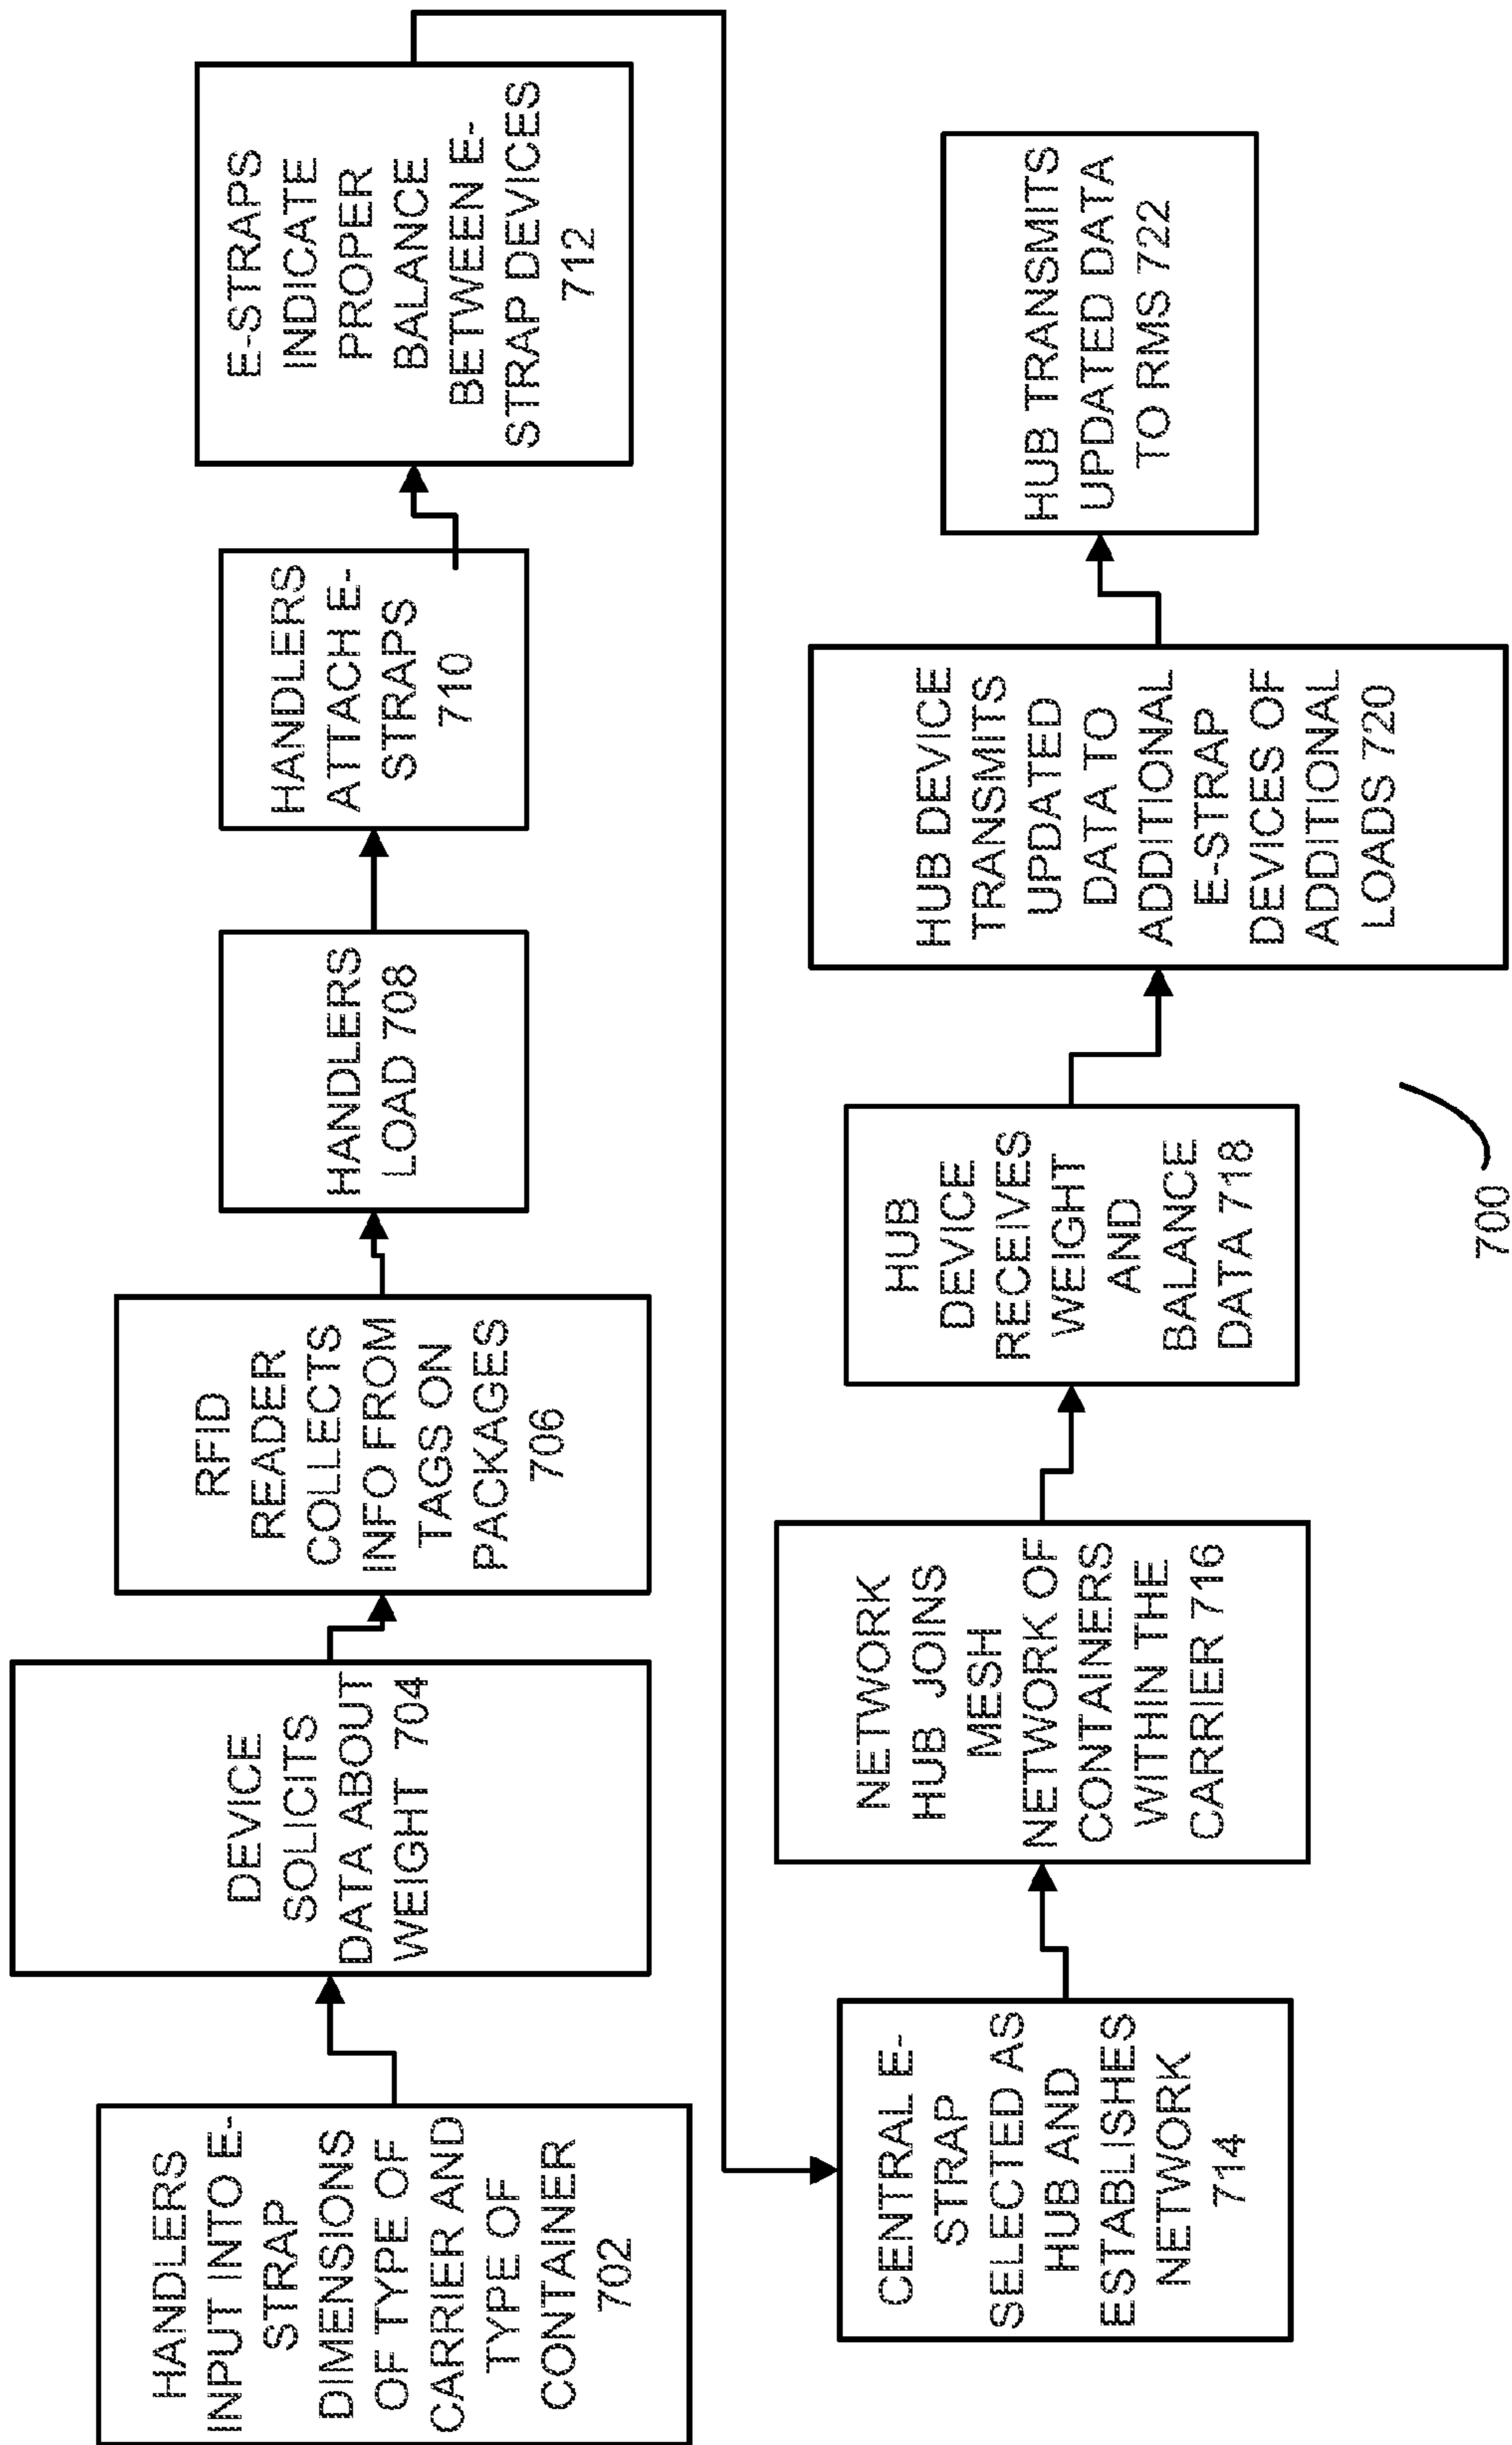 HANDLERS
INPUT INTO E-
STRAP
DIMENSIONS
OF TYPE OF
CARRIER AND
TYPE OF
CONTAINER
702
DEVICE
SOLICITS
DATA ABOUT
WEIGHT 704
RFID
READER
COLLECTS
INFO FROM
TAGS ON
PACKAGES
706
HANDLERS
LOAD 708
HANDLERS
ATTACH E-
STRAPS
710
E-STRAPS
INDICATE
PROPER
BALANCE
BETWEEN E-
STRAP DEVICES
712
CENTRAL E-
STRAP
SELECTED AS
HUB AND
ESTABLISHES
NETWORK
714
NETWORK
HUB JOINS
MESH
NETWORK OF
CONTAINERS
WITHIN THE
CARRIER 716
HUB
DEVICE
RECEIVES
WEIGHT
AND
BALANCE
DATA 718
HUB DEVICE
TRANSMITS
UPDATED
DATA TO
ADDITIONAL
E-STRAP
DEVICES OF
ADDITIONAL
LOADS 720
HUB TRANSMITS
UPDATED DATA
TO RMS 722
700